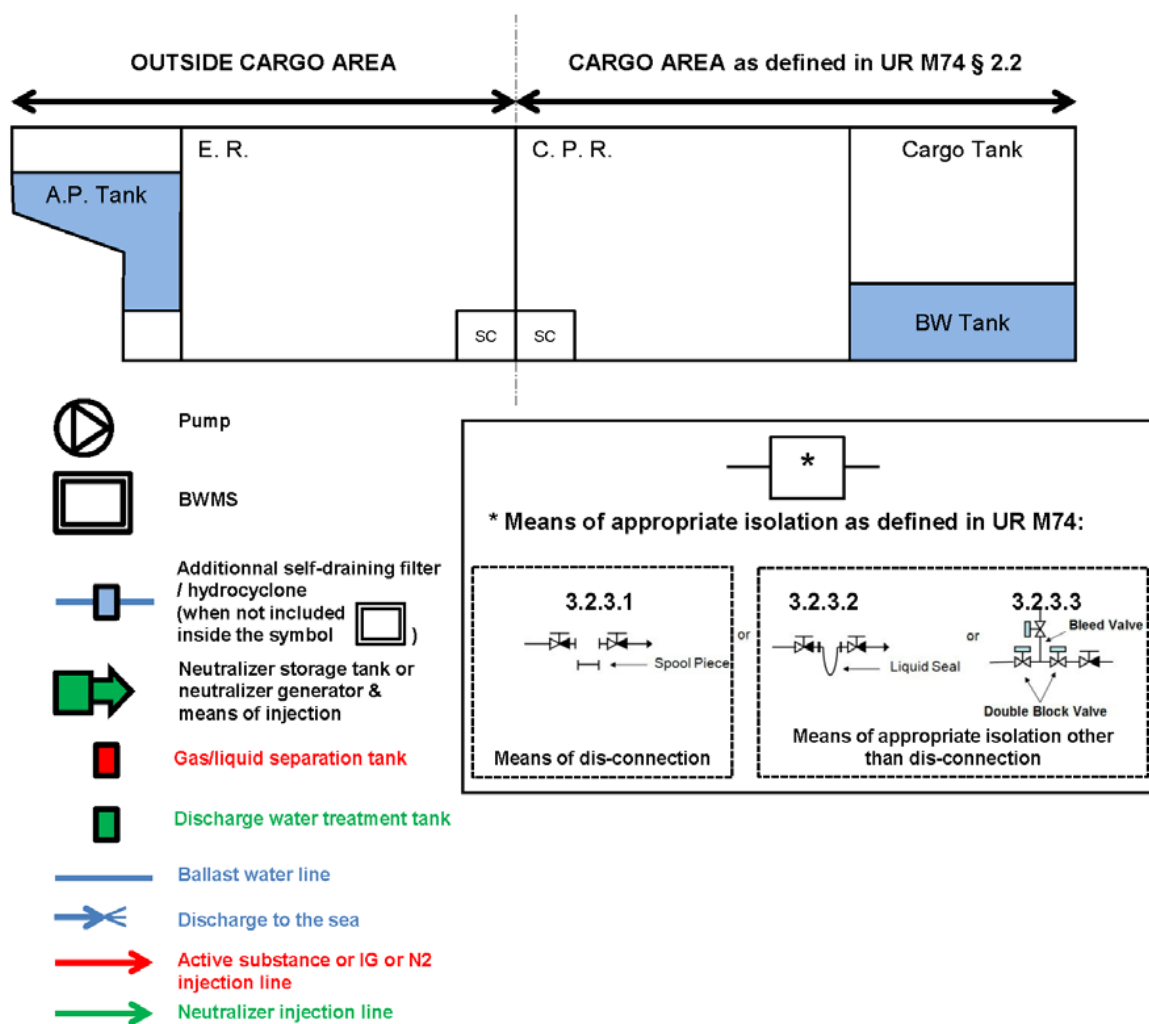 OUTSIDE CARGO AREA
CARGO AREA as defined in UR M74 § 2.2
E. R.
C. P. R.
Cargo Tank
A.P. Tank
SC
SC
BW Tank
Pump
BWMS
Additionnal self-draining filter
/ hydrocyclone
(when not included
inside the symbol )
Neutralizer storage tank or
neutralizer generator &
means of injection
Gas/liquid separation tank
Discharge water treatment tank
Ballast water line
Discharge to the sea
Active substance or IG or N2
injection line
Neutralizer injection line
*
* Means of appropriate isolation as defined in UR M74:
3.2.3.1
Spool Piece
Means of dis-connection
or
3.2.3.2
Liquid Seal
or
3.2.3.3
Bleed Valve
Double Block Valve
Means of appropriate isolation other
than dis-connection